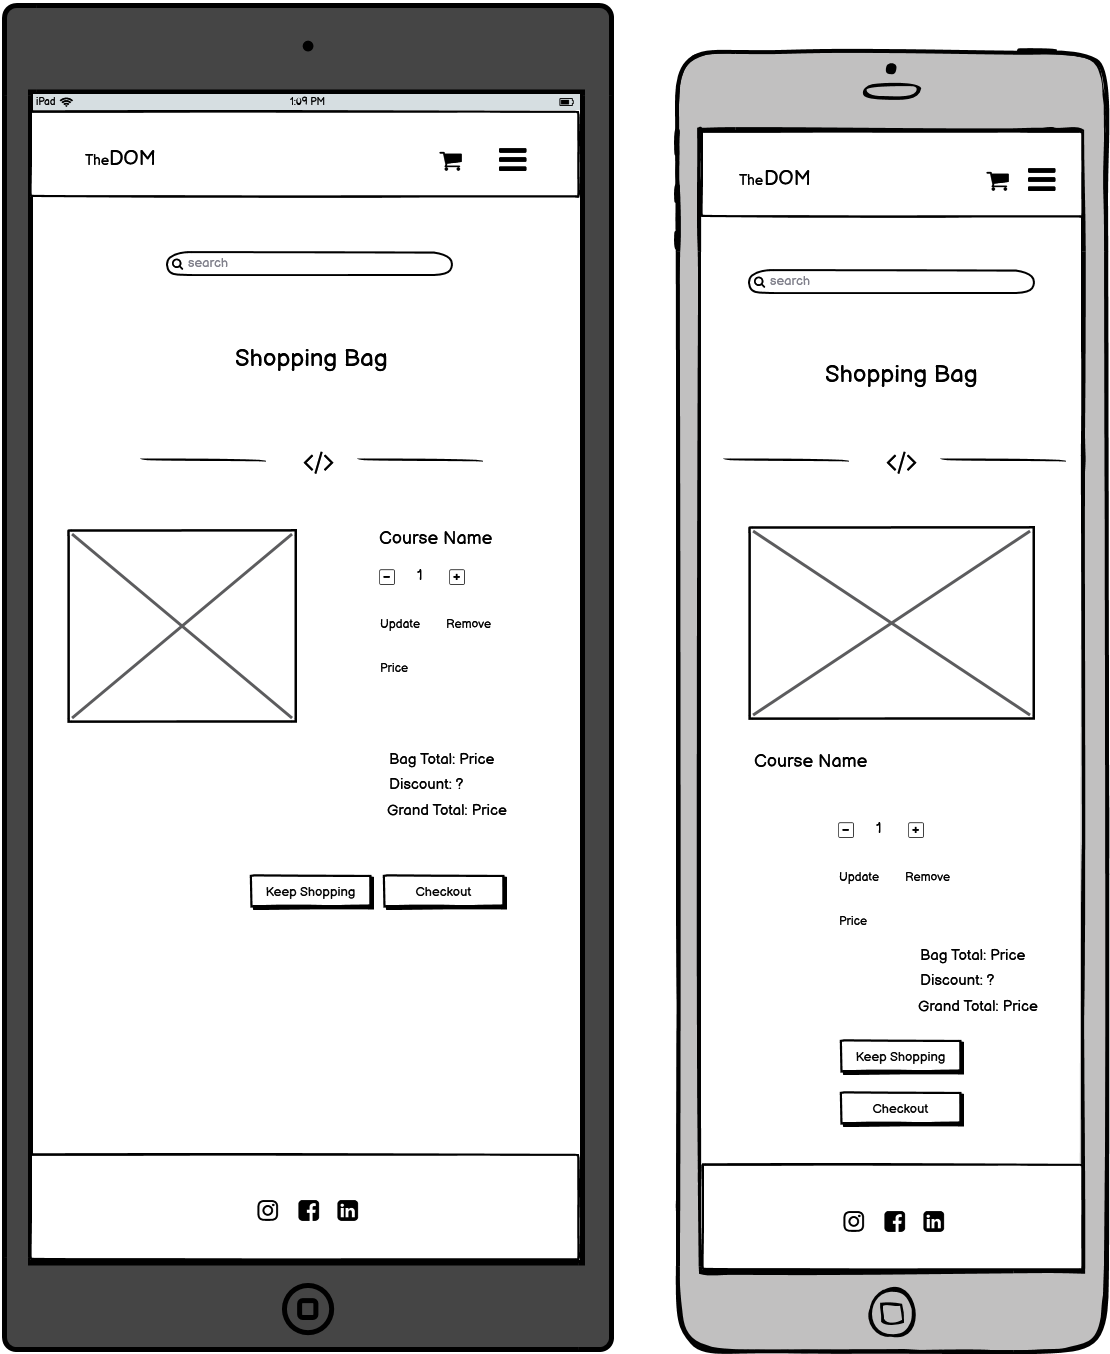 iPad 1:09 PM
TheDOM
search
Shopping Bag
</>
Course Name
- 1 +
Update Remove
Price
Bag Total: Price
Discount: ?
Grand Total: Price
Keep Shopping Checkout
TheDOM
search
Shopping Bag
</>
Course Name
- 1 +
Update Remove
Price
Bag Total: Price
Discount: ?
Grand Total: Price
Keep Shopping
Checkout